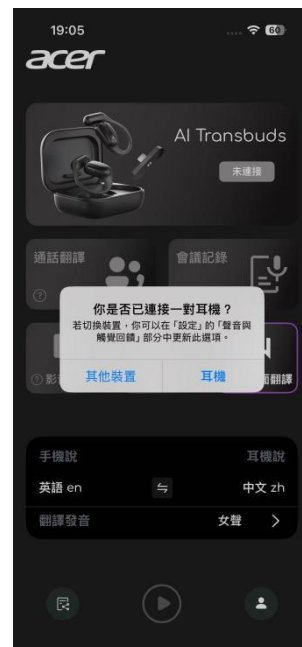 19:05
60
acer
AI Transbuds
未連接
通話翻譯
會議記錄
你是否已連接一對耳機？
若切換裝置，你可以在「設定」的「聲音與
觸覺回饋」部分中更新此選項。
其他裝置
耳機
影
面翻譯
手機說
耳機說
英語 en
中文 zh
翻譯發音
女聲